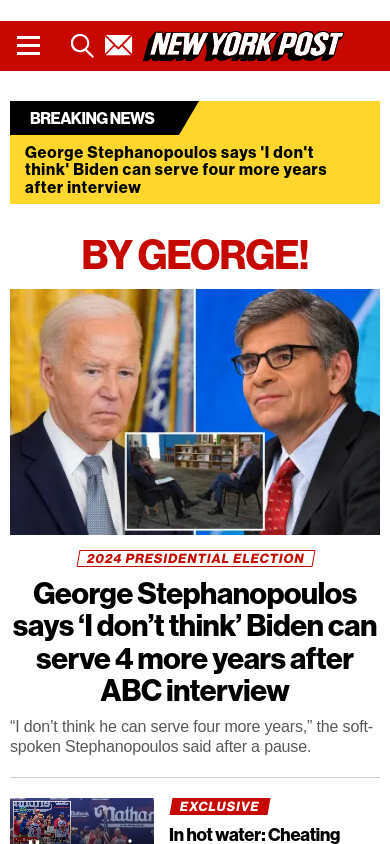 NEW YORK POST
BREAKING NEWS
George Stephanopoulos says 'I don't
think' Biden can serve four more years
after interview
BY GEORGE!
2024 PRESIDENTIAL ELECTION
George Stephanopoulos
says ‘I don’t think’ Biden can
serve 4 more years after
ABC interview
“I don’t think he can serve four more years,” the soft-
spoken Stephanopoulos said after a pause.
Nathan
EXCLUSIVE
In hot water: Cheating